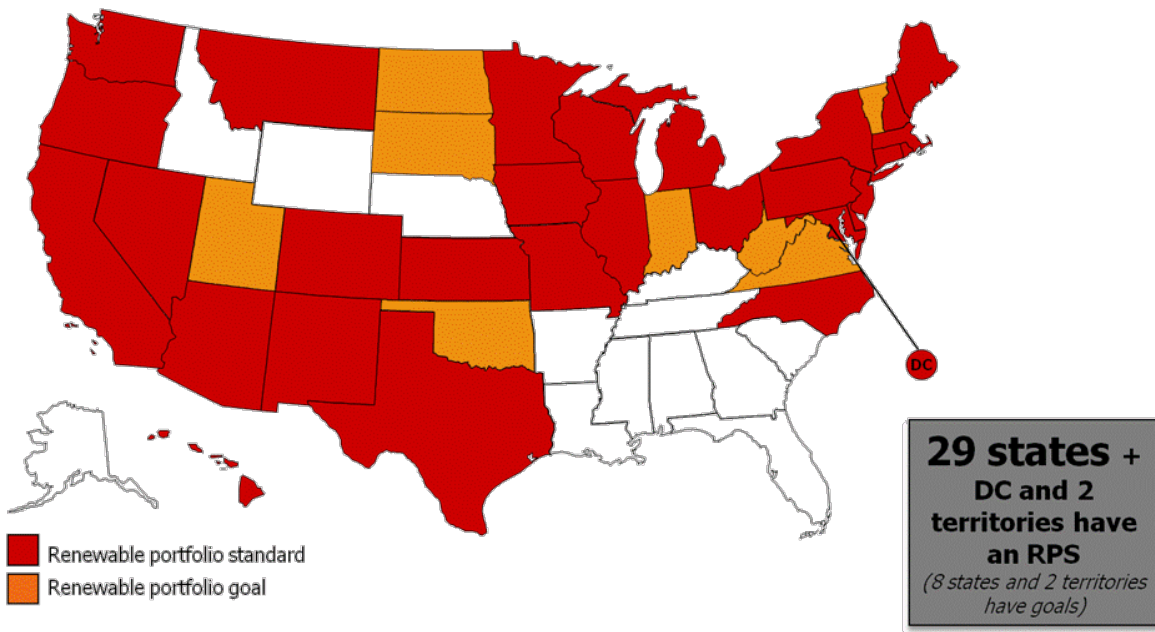 DC
29 states +
DC and 2
territories have
an RPS
(8 states and 2 territories
have goals)
Renewable portfolio standard
Renewable portfolio goal